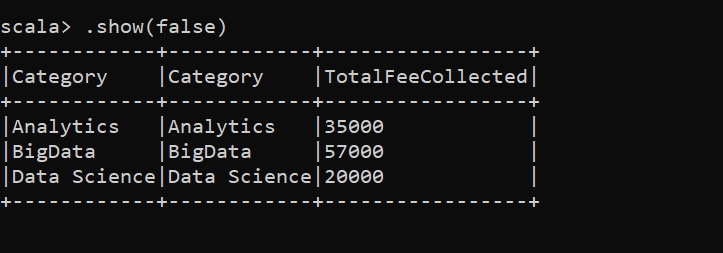 scala> .show(false)
+------------+------------+-----------------+
|Category    |Category    |TotalFeeCollected|
+------------+------------+-----------------+
|Analytics   |Analytics   |35000            |
|BigData     |BigData     |57000            |
|Data Science|Data Science|20000            |
+------------+------------+-----------------+